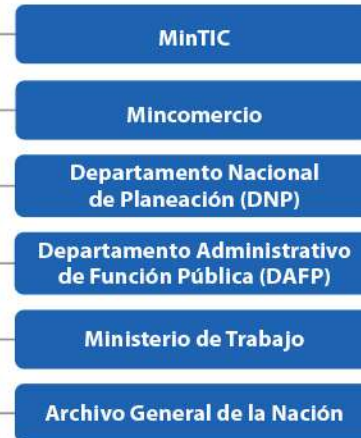 MinTIC
Mincomercio
Departamento Nacional
de Planeación (DNP)
Departamento Administrativo
de Función Pública (DAFP)
Ministerio de Trabajo
Archivo General de la Nación